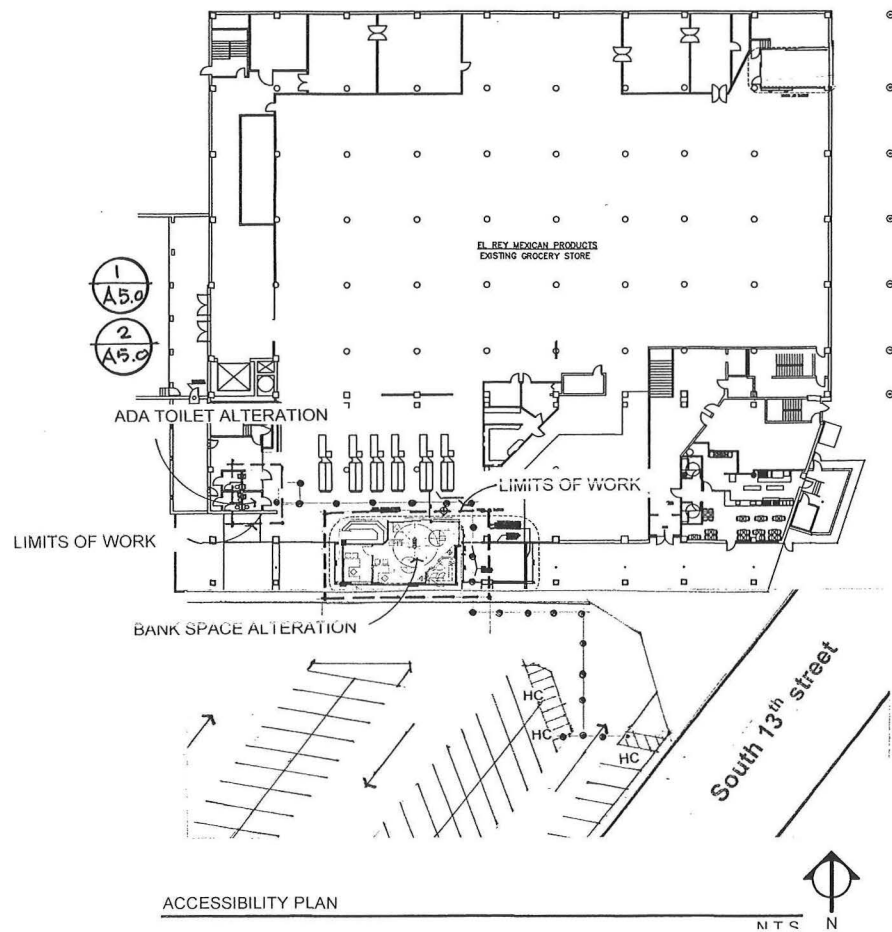 EL REY MEXICAN PRODUCTS
EXISTING GROCERY STORE
1
A5.0
2
A5.0
ADA TOILET ALTERATION
LIMITS OF WORK
LIMITS OF WORK
BANK SPACE ALTERATION
HC
HC
HC
South 13th street
ACCESSIBILITY PLAN
N.T.S
N